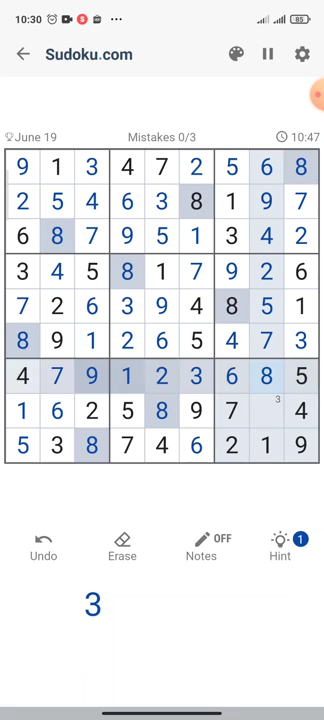 10:30 85
Sudoku.com
June 19 Mistakes 0/3 10:47
9 1 3 4 7 2 5 6 8
2 5 4 6 3 8 1 9 7
6 8 7 9 5 1 3 4 2
3 4 5 8 1 7 9 2 6
7 2 6 3 9 4 8 5 1
8 9 1 2 6 5 4 7 3
4 7 9 1 2 3 6 8 5
1 6 2 5 8 9 7 3 4
5 3 8 7 4 6 2 1 9
OFF 1
Undo Erase Notes Hint
3